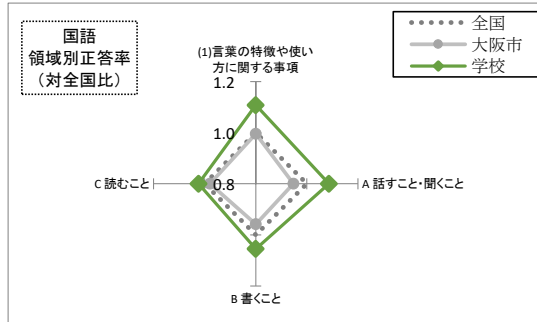 国語
領域別正答率
（対全国比）
全国
大阪市
学校
(1)言葉の特徴や使い
方に関する事項
1.2
1.0
0.8
C 読むこと
A 話すこと・聞くこと
B 書くこと